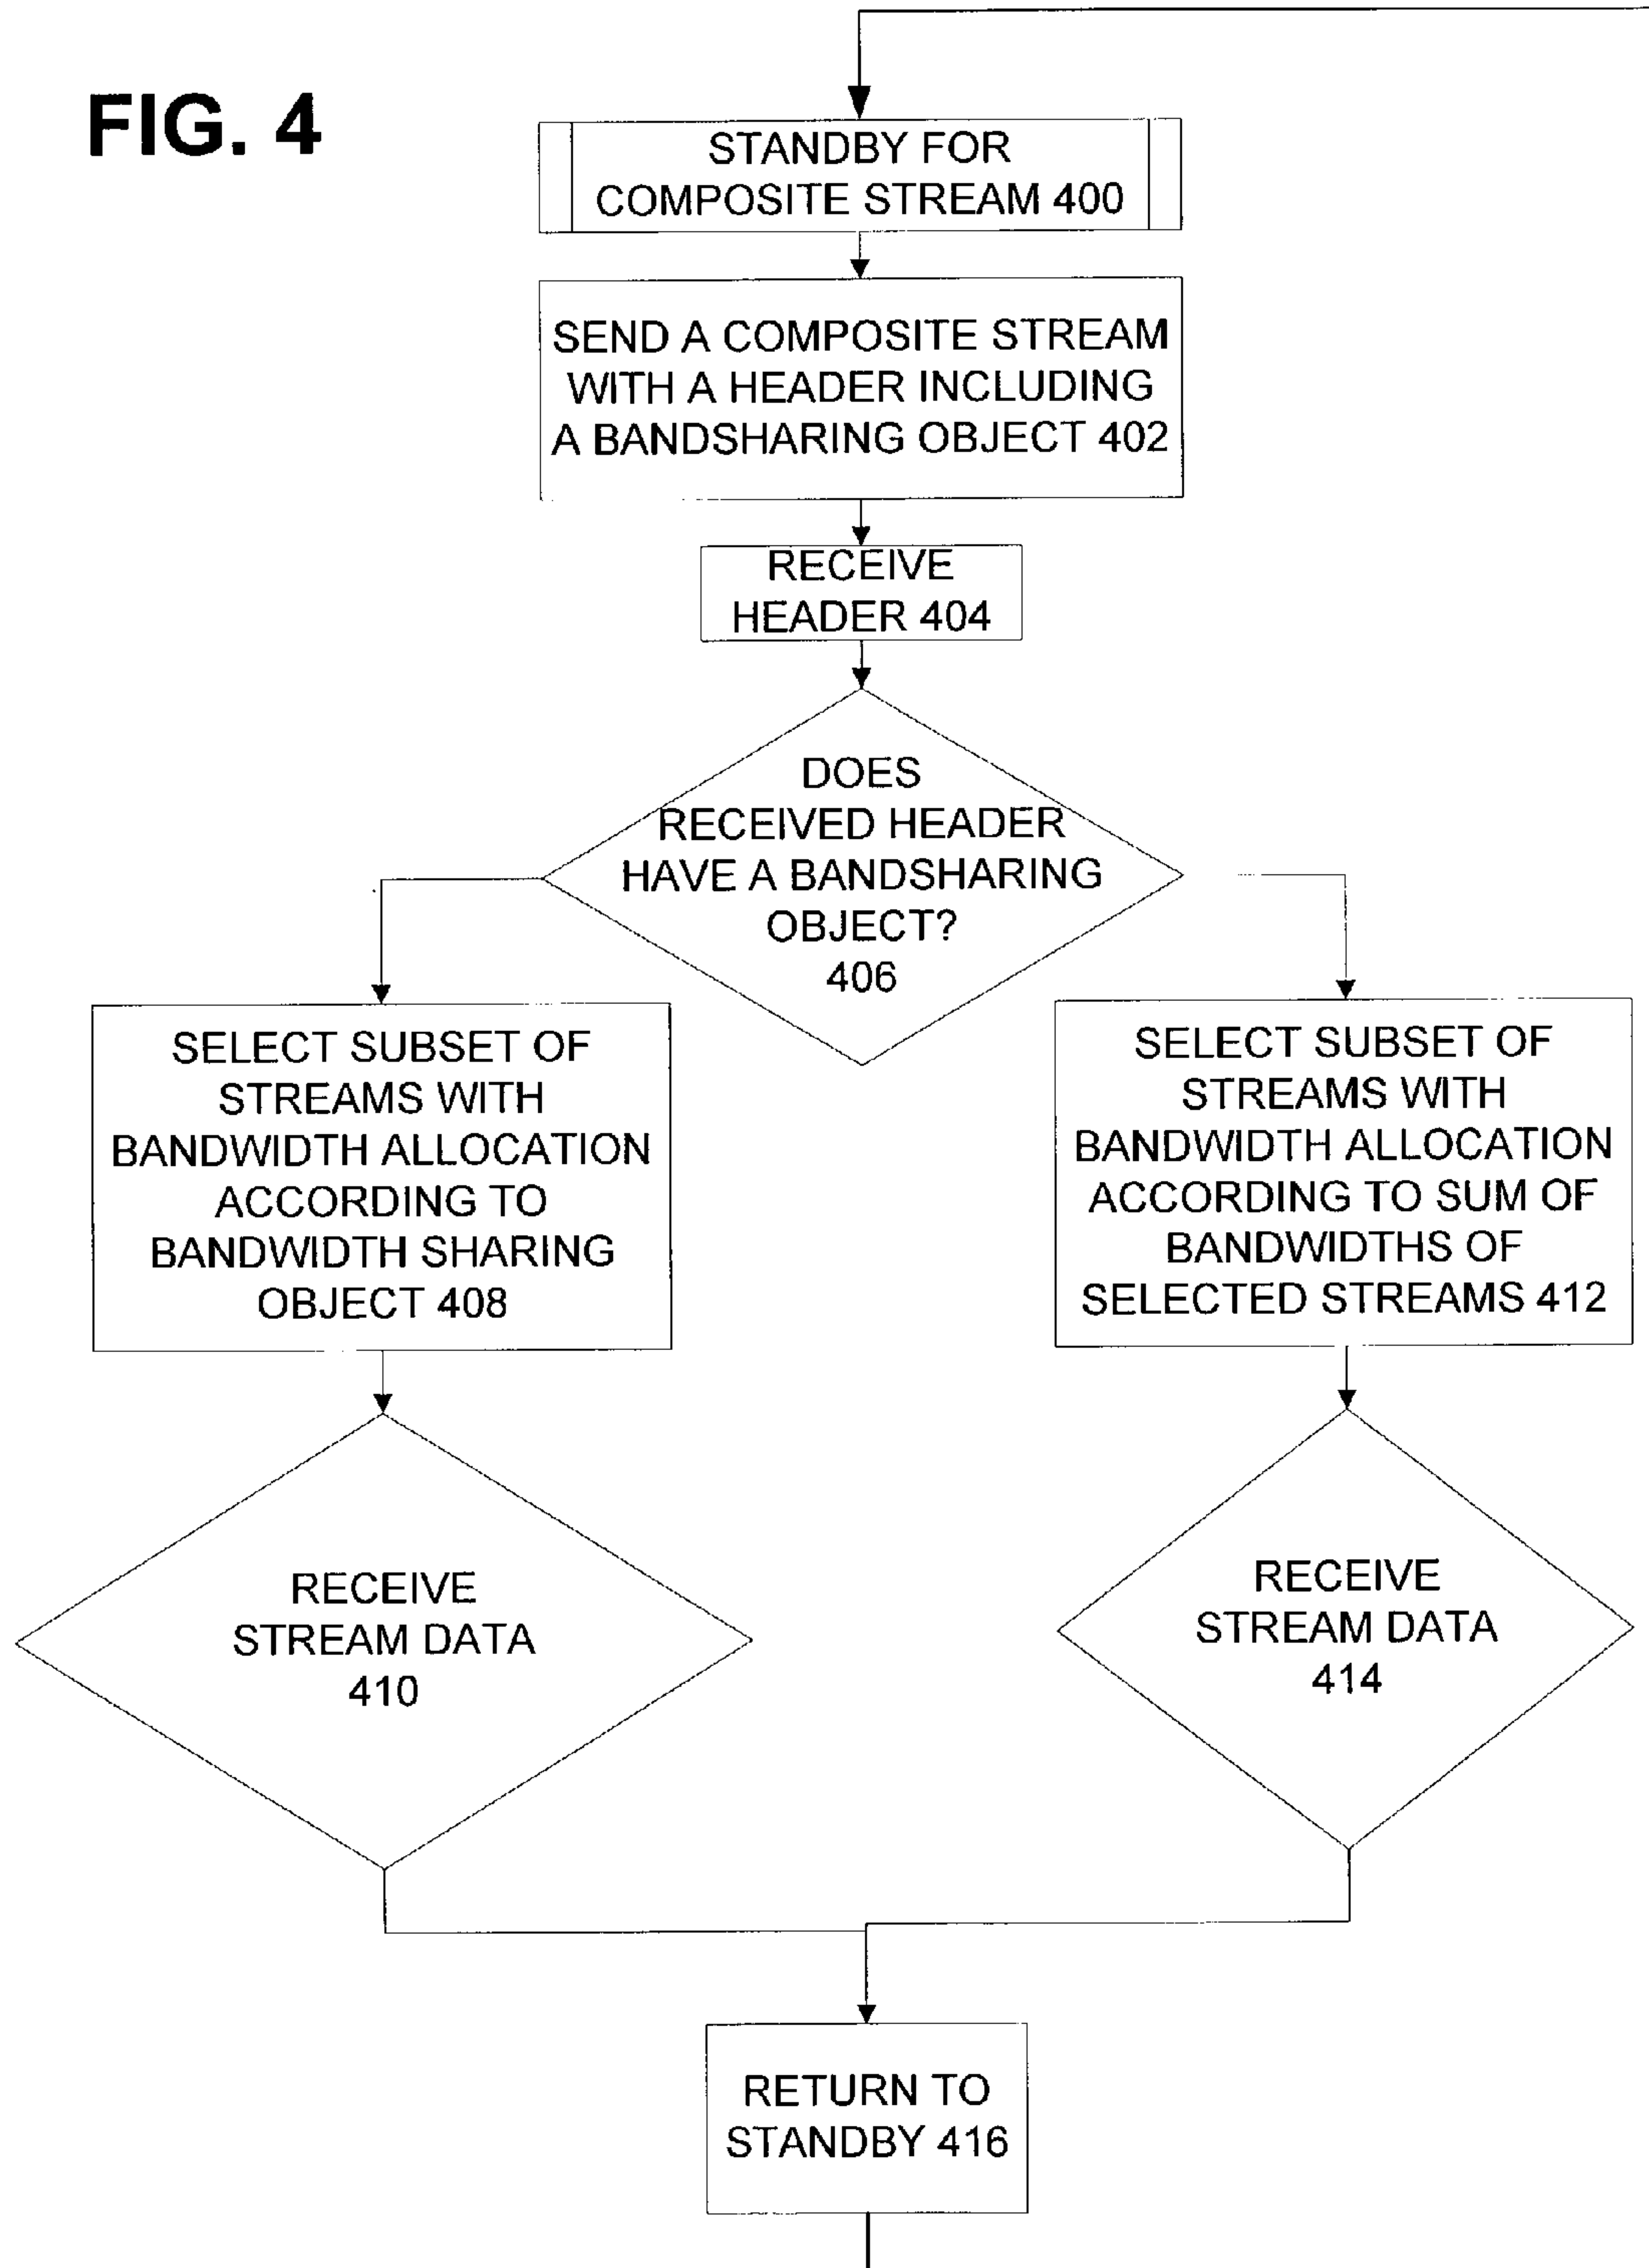 FIG. 4
STANDBY FOR
COMPOSITE STREAM 400
SEND A COMPOSITE STREAM
WITH A HEADER INCLUDING
A BANDSHARING OBJECT 402
RECEIVE
HEADER 404
DOES
RECEIVED HEADER
HAVE A BANDSHARING
OBJECT?
406
SELECT SUBSET OF
STREAMS WITH
BANDWIDTH ALLOCATION
ACCORDING TO
BANDWIDTH SHARING
OBJECT 408
SELECT SUBSET OF
STREAMS WITH
BANDWIDTH ALLOCATION
ACCORDING TO SUM OF
BANDWIDTHS OF
SELECTED STREAMS 412
RECEIVE
STREAM DATA
410
RECEIVE
STREAM DATA
414
RETURN TO
STANDBY 416